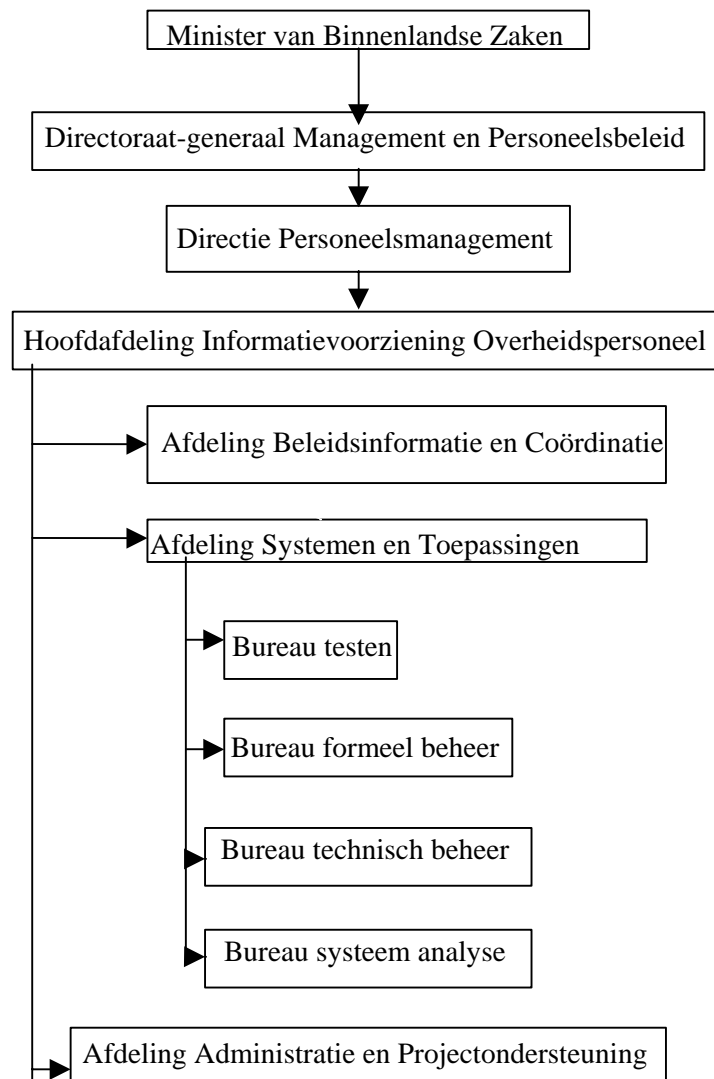 Minister van Binnenlandse Zaken
Directoraat-generaal Management en Personeelsbeleid
Directie Personeelsmanagement
Hoofdafdeling Informatievoorziening Overheidspersoneel
Afdeling Beleidsinformatie en Coördinatie
Afdeling Systemen en Toepassingen
Bureau testen
Bureau formeel beheer
Bureau technisch beheer
Bureau systeem analyse
Afdeling Administratie en Projectondersteuning